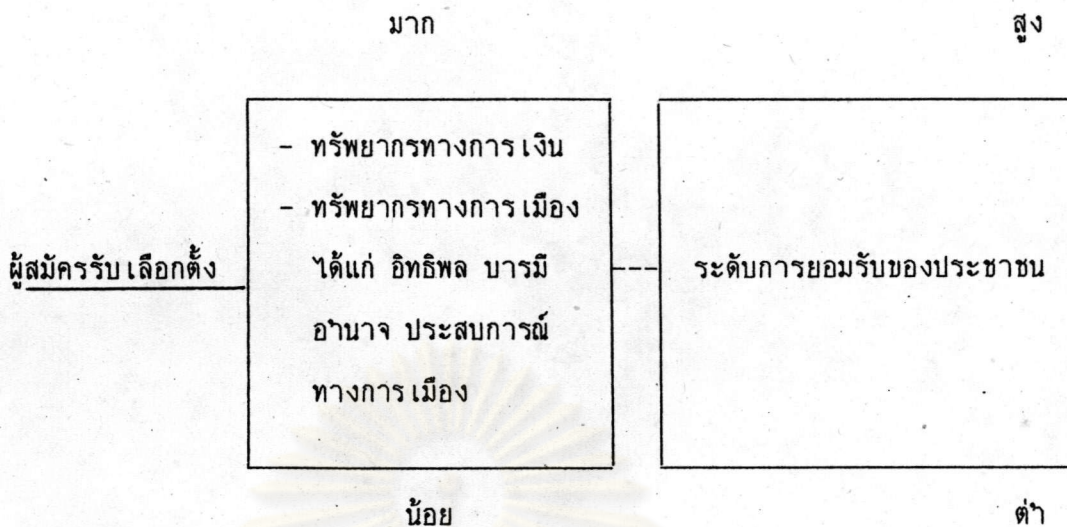 มาก สูง
- ทรัพยากรทางการเงิน
- ทรัพยากรทางการเมือง
ผู้สมัครรับเลือกตั้ง ได้แก่ อิทธิพล บารมี ระดับการยอมรับของประชาชน
อำนาจ ประสบการณ์
ทางการเมือง
น้อย ต่ำ